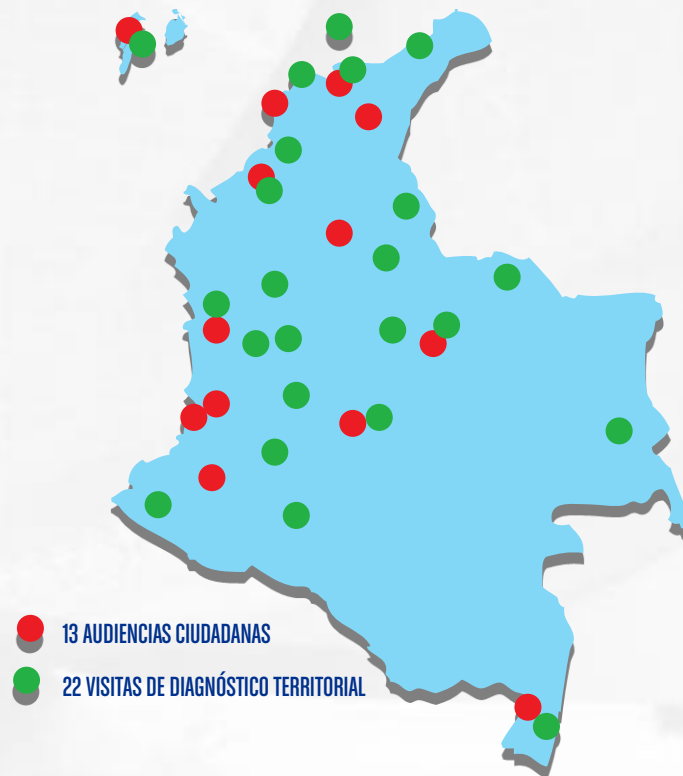 13 AUDIENCIAS CIUDADANAS
22 VISITAS DE DIAGNÓSTICO TERRITORIAL